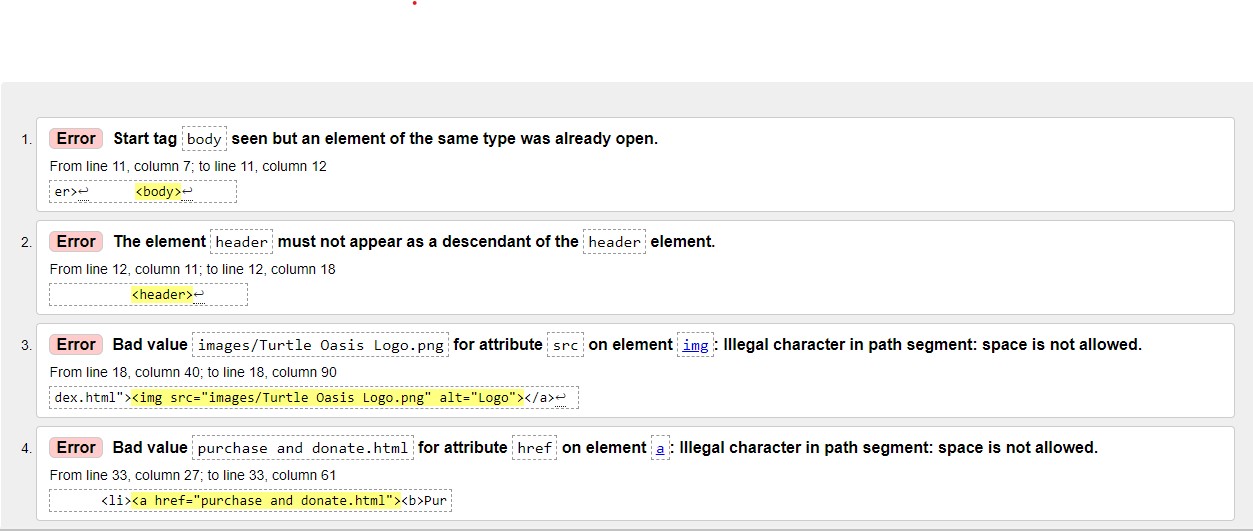 1. Error Start tag body seen but an element of the same type was already open.
From line 11, column 7; to line 11, column 12
er>↩ <body>↩
2. Error The element header must not appear as a descendant of the header element.
From line 12, column 11; to line 12, column 18
<header>↩
3. Error Bad value images/Turtle Oasis Logo.png for attribute src on element img: Illegal character in path segment: space is not allowed.
From line 18, column 40; to line 18, column 90
dex.html"><img src="images/Turtle Oasis Logo.png" alt="Logo"></a>↩
4. Error Bad value purchase and donate.html for attribute href on element a: Illegal character in path segment: space is not allowed.
From line 33, column 27; to line 33, column 61
<li><a href="purchase and donate.html"><b>Pur